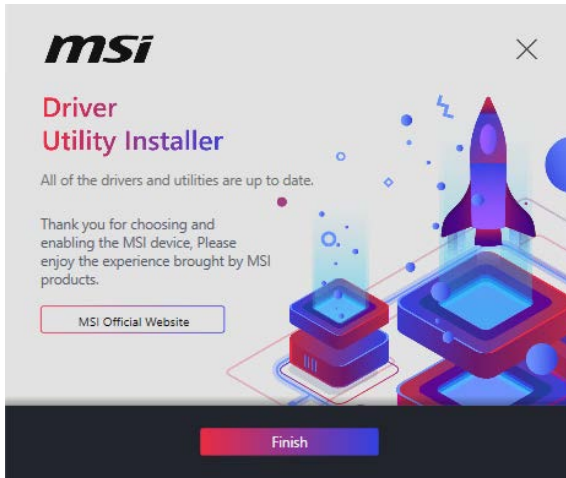 msi
Driver
Utility Installer
All of the drivers and utilities are up to date.
Thank you for choosing and
enabling the MSI device, Please
enjoy the experience brought by MSI
products.
MSI Official Website
Finish